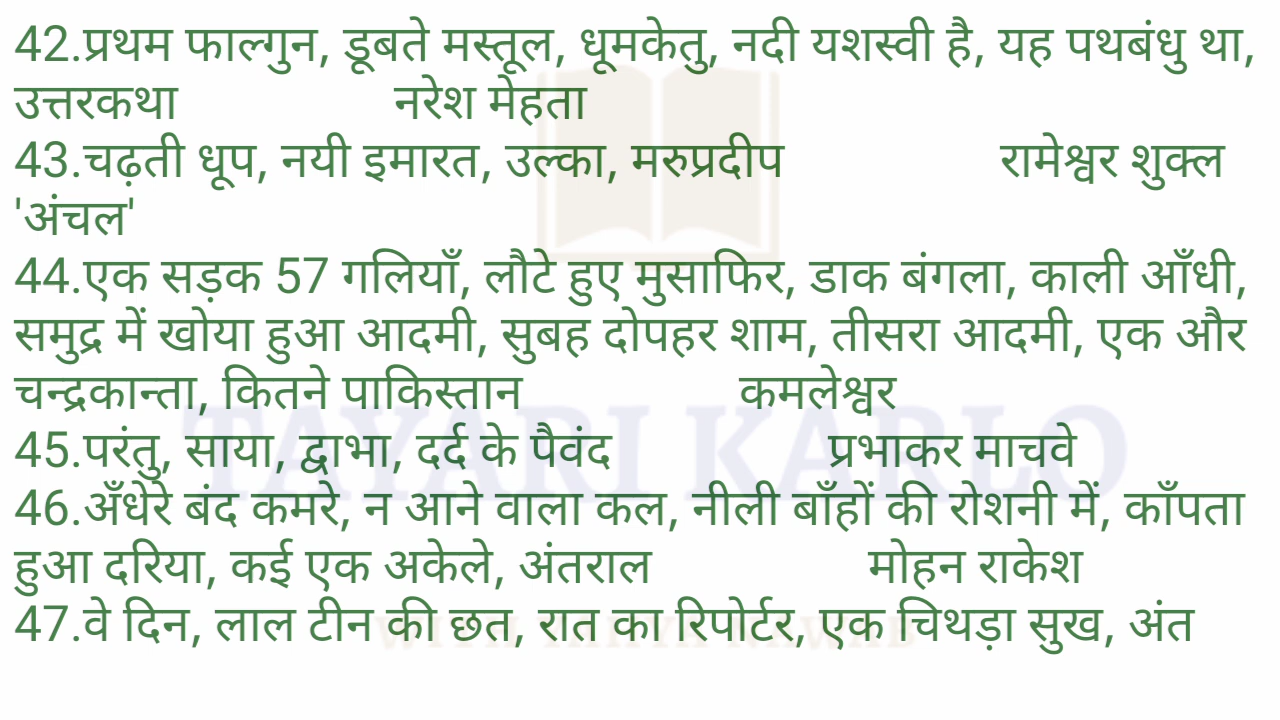 42.प्रथम फाल्गुन, डूबते मस्तूल, धूमकेतु, नदी यशस्वी है, यह पथबंधु था,
उत्तरकथा नरेश मेहता
43.चढ़ती धूप, नयी इमारत, उल्का, मरुप्रदीप रामेश्वर शुक्ल
'अंचल'
44.एक सड़क 57 गलियाँ, लौटे हुए मुसाफिर, डाक बंगला, काली आँधी,
समुद्र में खोया हुआ आदमी, सुबह दोपहर शाम, तीसरा आदमी, एक और
चन्द्रकान्ता, कितने पाकिस्तान कमलेश्वर
TAYARI KARLO
45.परंतु, साया, द्वाभा, दर्द के पैवंद प्रभाकर माचवे
46.अँधेरे बंद कमरे, न आने वाला कल, नीली बाँहों की रोशनी में, काँपता
हुआ दरिया, कई एक अकेले, अंतराल मोहन राकेश
47.वे दिन, लाल टीन की छत, रात का रिपोर्टर, एक चिथड़ा सुख, अंत